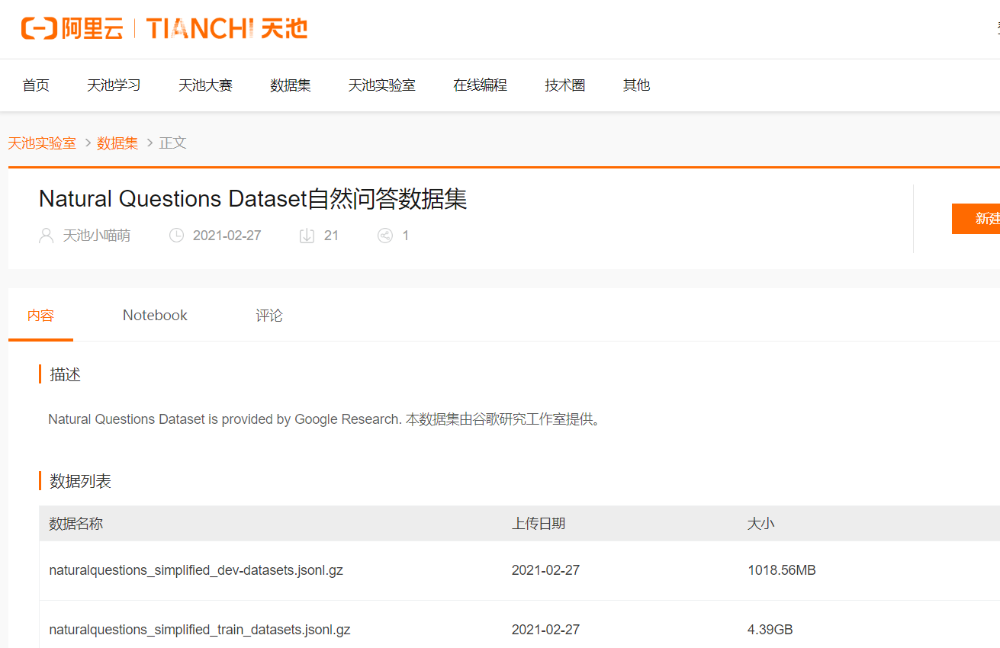 阿里云 | TIANCHI 天池
首页 天池学习 天池大赛 数据集 天池实验室 在线编程 技术圈 其他
天池实验室 > 数据集 > 正文
Natural Questions Dataset自然问答数据集
天池小喵萌 2021-02-27 21 1
新建
内容 Notebook 评论
描述
Natural Questions Dataset is provided by Google Research. 本数据集由谷歌研究工作室提供。
数据列表
数据名称 上传日期 大小
naturalquestions_simplified_dev-datasets.jsonl.gz 2021-02-27 1018.56MB
naturalquestions_simplified_train_datasets.jsonl.gz 2021-02-27 4.39GB